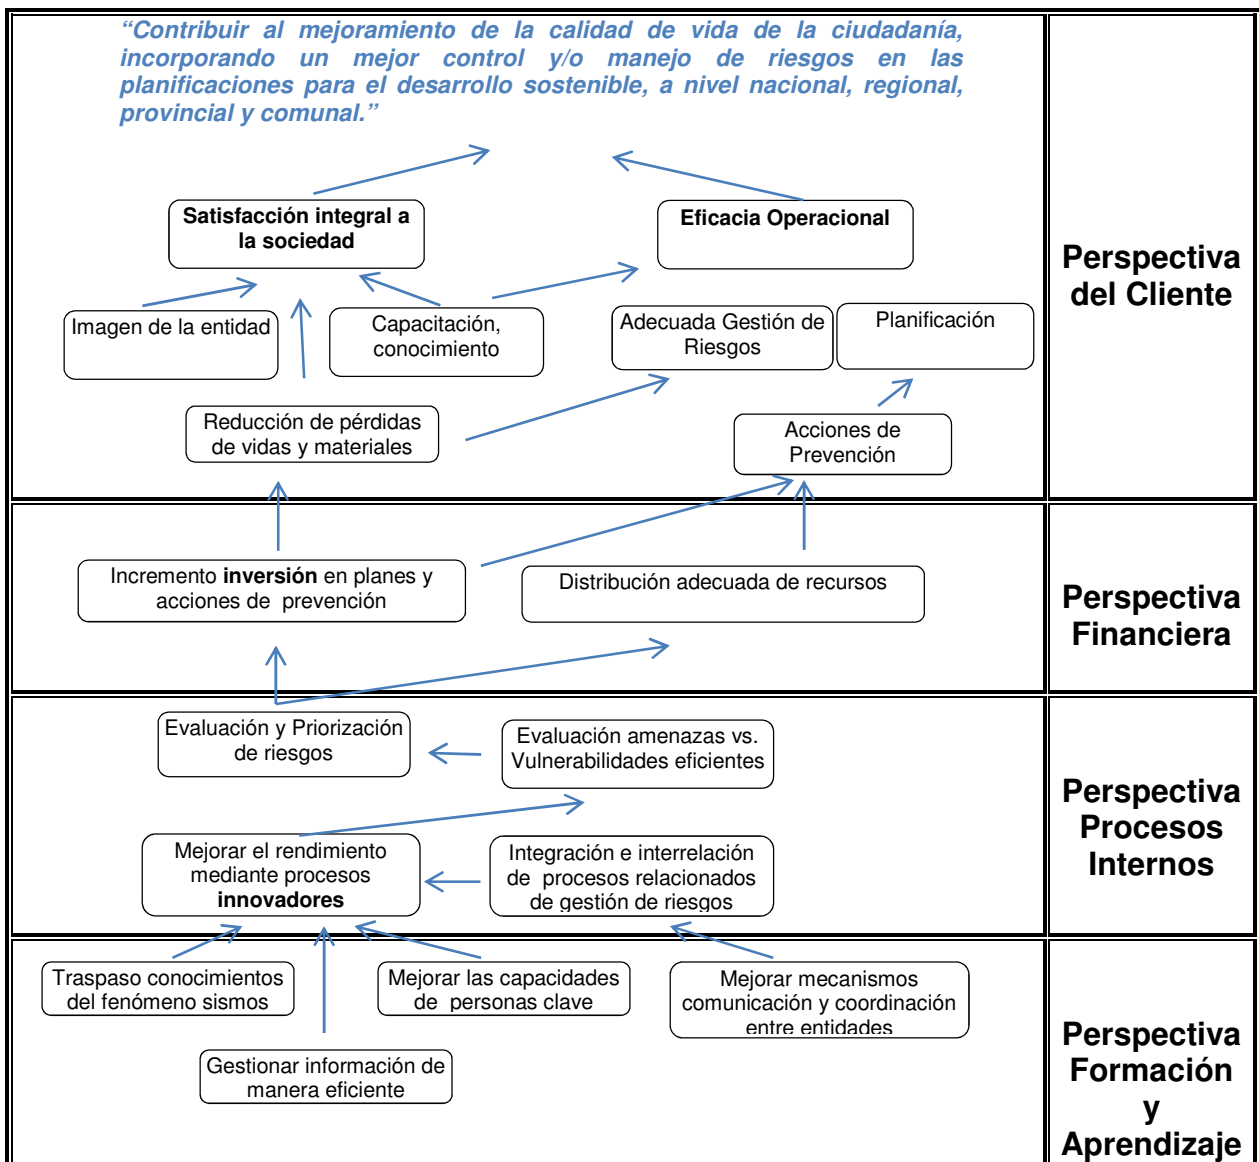 “Contribuir al mejoramiento de la calidad de vida de la ciudadanía,
incorporando un mejor control y/o manejo de riesgos en las
planificaciones para el desarrollo sostenible, a nivel nacional, regional,
provincial y comunal.”
Satisfacción integral a
la sociedad
Eficacia Operacional
Imagen de la entidad
Capacitación,
conocimiento
Adecuada Gestión de
Riesgos
Planificación
Reducción de pérdidas
de vidas y materiales
Acciones de
Prevención
Perspectiva
del Cliente
Incremento inversión en planes y
acciones de prevención
Distribución adecuada de recursos
Perspectiva
Financiera
Evaluación y Priorización
de riesgos
Evaluación amenazas vs.
Vulnerabilidades eficientes
Mejorar el rendimiento
mediante procesos
innovadores
Integración e interrelación
de procesos relacionados
de gestión de riesgos
Perspectiva
Procesos
Internos
Traspaso conocimientos
del fenómeno sismos
Mejorar las capacidades
de personas clave
Mejorar mecanismos
comunicación y coordinación
entre entidades
Gestionar información de
manera eficiente
Perspectiva
Formación
y
Aprendizaje